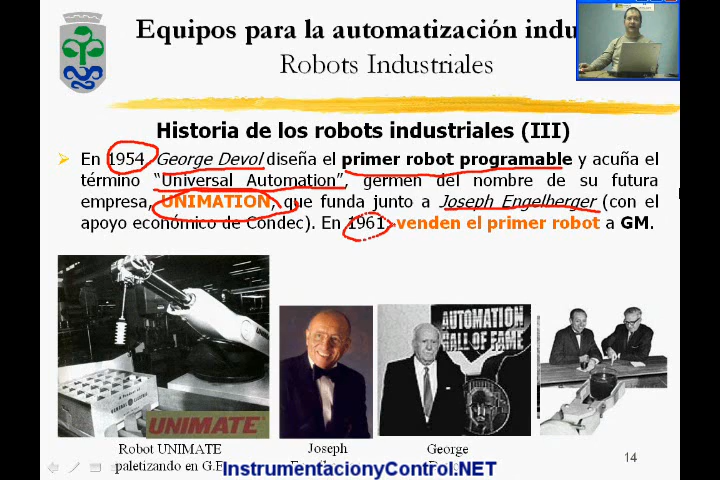 Equipos para la automatización indu
Robots Industriales
Historia de los robots industriales (III)
En 1954, George Devol diseña el primer robot programable y acuña el
término “Universal Automation”, germen del nombre de su futura
empresa, UNIMATION, que funda junto a Joseph Engelberger (con el
apoyo económico de Condec). En 1961, venden el primer robot a GM.
AUTOMATION
HALL OF FAME
UNIMATE
Robot UNIMATE
paletizando en G.E
Joseph
George
14
InstrumentacionyControl.NET